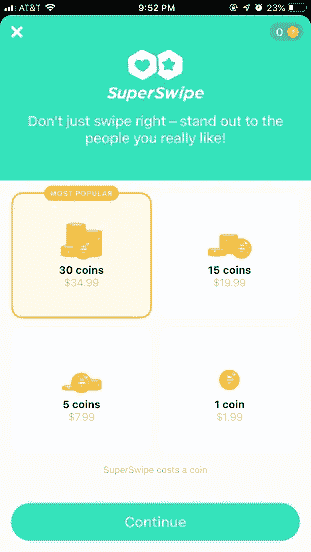 AT&T 9:52 PM 23%
0
SuperSwipe
Don't just swipe right – stand out to the
people you really like!
MOST POPULAR
30 coins
$34.99
15 coins
$19.99
5 coins
$7.99
1 coin
$1.99
SuperSwipe costs a coin
Continue